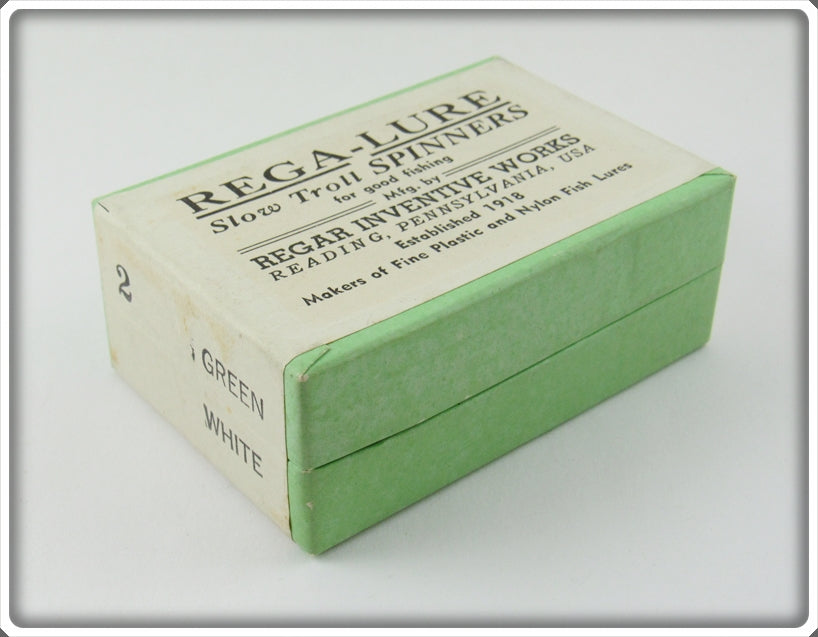 REGA-LURE
Slow Troll SPINNERS
for good fishing
Mfg. by
REGAR INVENTIVE WORKS
READING, PENNSYLVANIA, USA
Established 1918
Makers of Fine Plastic and Nylon Fish Lures
2
GREEN
WHITE